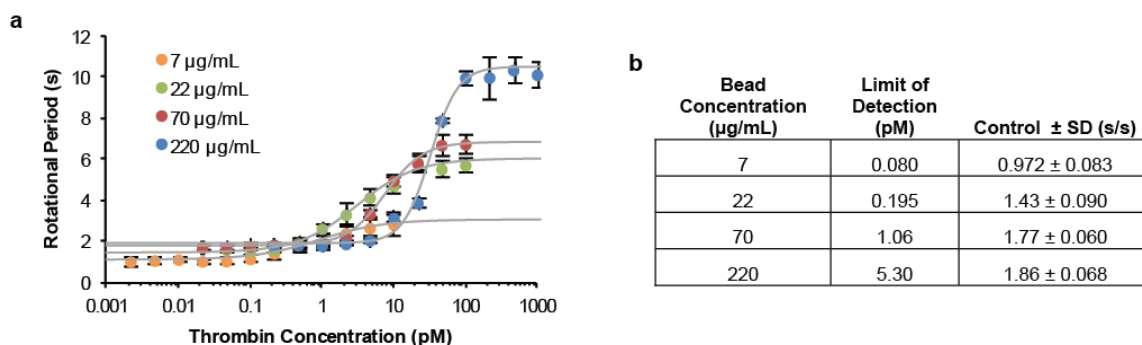 a
12
10
8
6
4
2
0
Rotational Period (s)
7 µg/mL
22 µg/mL
70 µg/mL
220 µg/mL
0.001 0.01 0.1 1 10 100 1000
Thrombin Concentration (pM)
b
Bead Concentration (µg/mL) Limit of Detection (pM) Control ± SD (s/s)
7 0.080 0.972 ± 0.083
22 0.195 1.43 ± 0.090
70 1.06 1.77 ± 0.060
220 5.30 1.86 ± 0.068